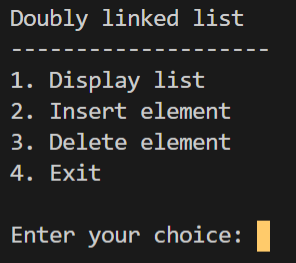 Doubly linked list
--------------------
1. Display list
2. Insert element
3. Delete element
4. Exit
Enter your choice: